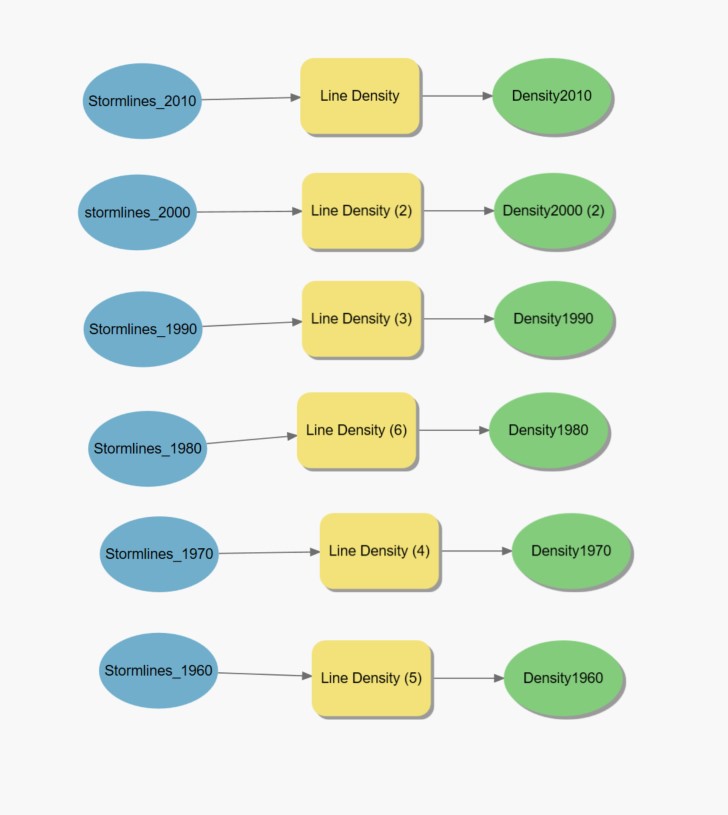 Stormlines_2010 Line Density Density2010
stormlines_2000 Line Density (2) Density2000 (2)
Stormlines_1990 Line Density (3) Density1990
Stormlines_1980 Line Density (6) Density1980
Stormlines_1970 Line Density (4) Density1970
Stormlines_1960 Line Density (5) Density1960